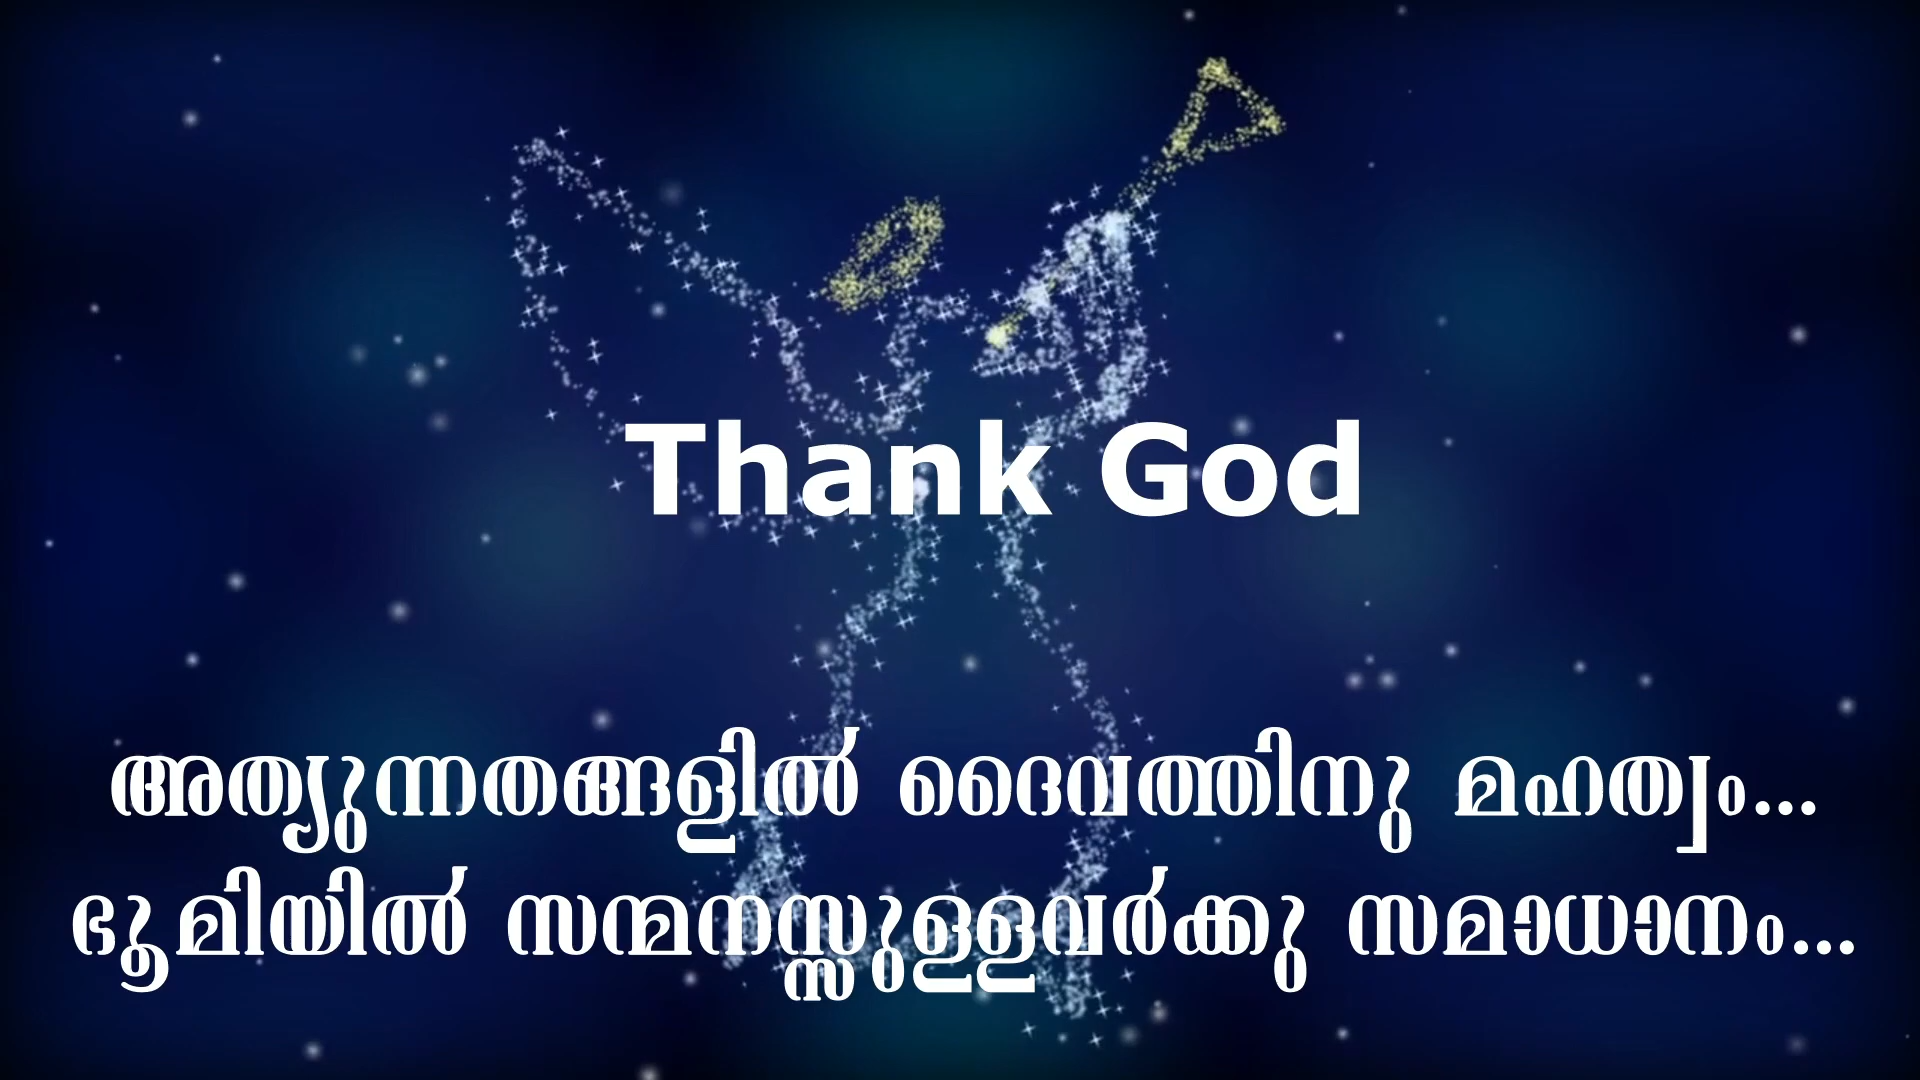 Thank God
അത്യുന്നതങ്ങളിൽ ദൈവത്തിനു മഹത്വം...
ഭൂമിയിൽ സന്മനസ്സുള്ളവർക്കു സമാധാനം...